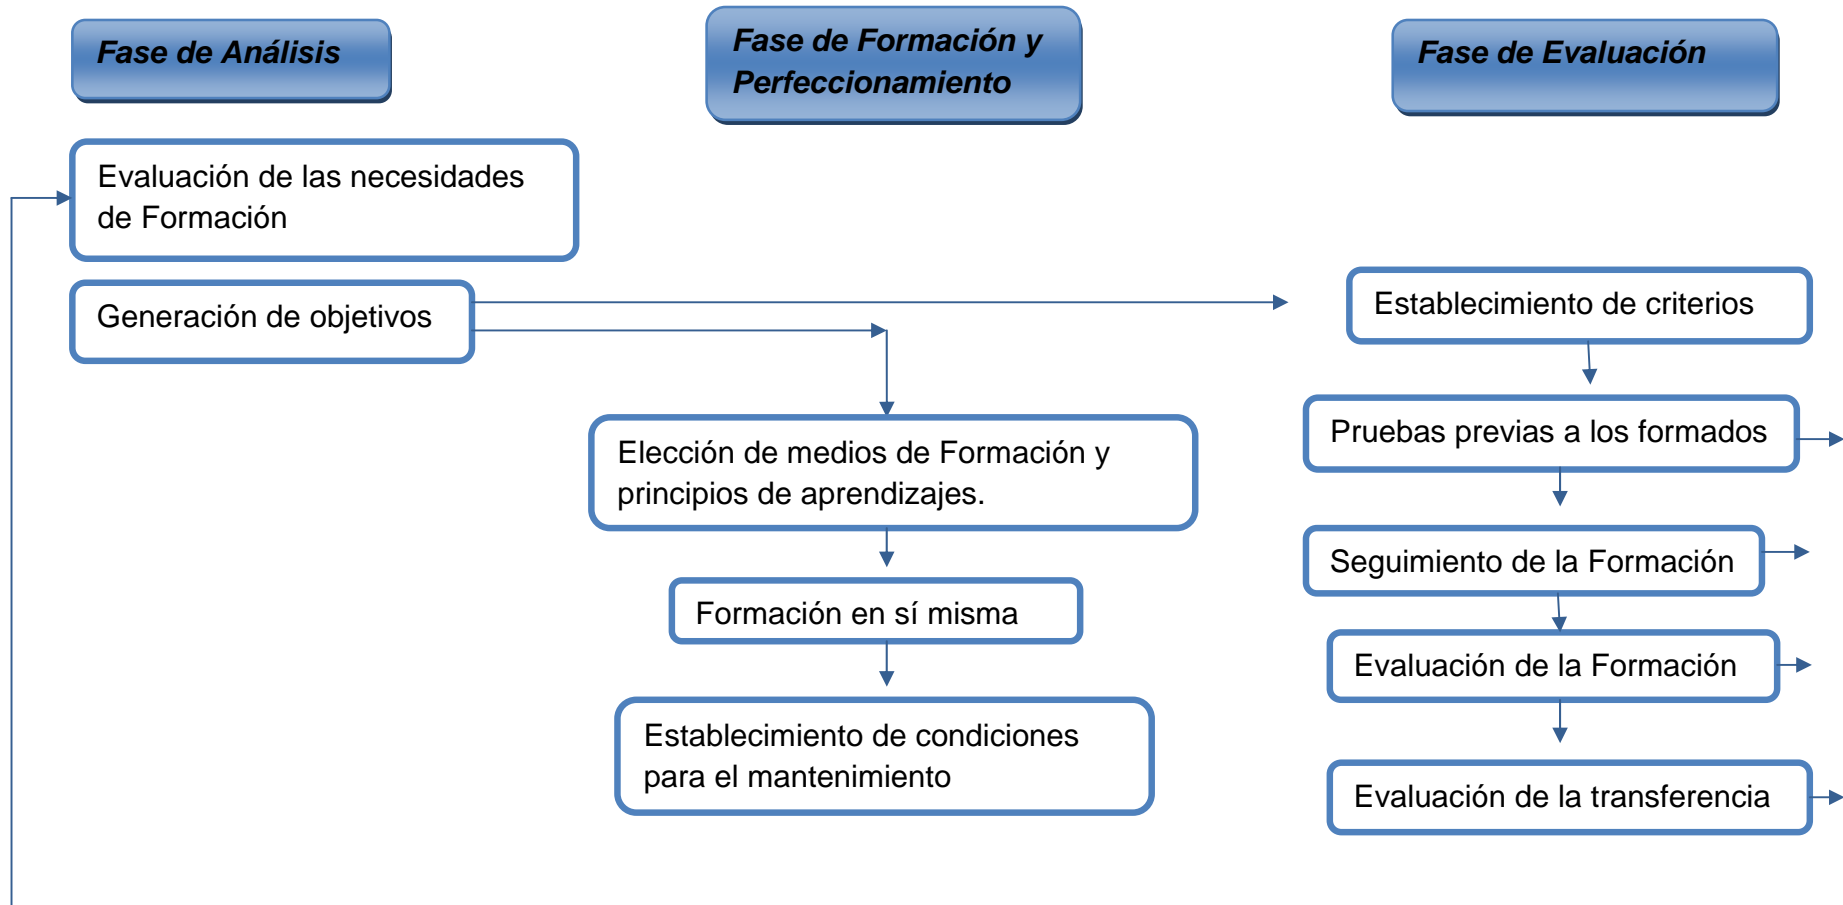 Fase de Análisis
Fase de Formación y
Perfeccionamiento
Fase de Evaluación
Evaluación de las necesidades
de Formación
Generación de objetivos
Establecimiento de criterios
Elección de medios de Formación y
principios de aprendizajes.
Pruebas previas a los formados
Formación en sí misma
Seguimiento de la Formación
Establecimiento de condiciones
para el mantenimiento
Evaluación de la Formación
Evaluación de la transferencia